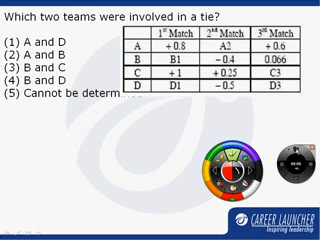 Which two teams were involved in a tie?
(1) A and D
(2) A and B
(3) B and C
(4) B and D
(5) Cannot be determ
1st Match 2nd Match 3rd Match
A + 0.8 A2 + 0.6
B B1 − 0.4 0.066
C + 1 + 0.25 C3
D D1 − 0.5 D3
CAREER LAUNCHER
Inspiring leadership